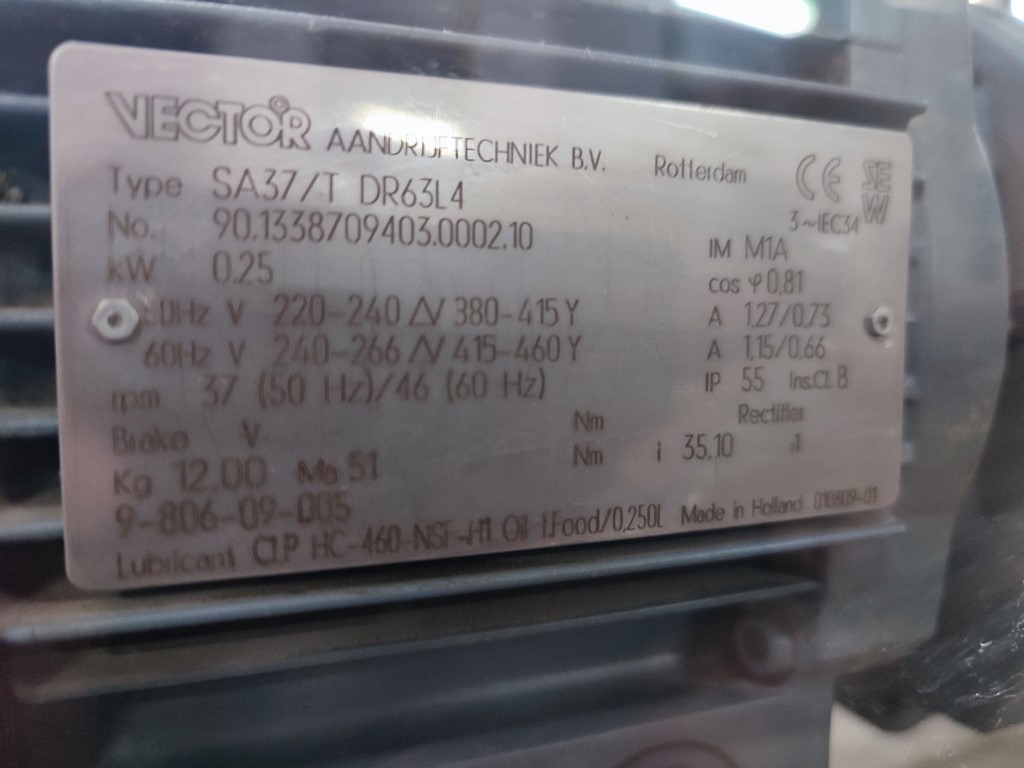 VECTOR AANDRIJFTECHNIEK B.V. Rotterdam CE SEW
Type SA37/T DR63L4
3~IEC34
No. 90.1338709403.0002.10
IM M1A
kW 0.25
cos φ 0,81
Hz V 220-240 Δ/ 380-415 Y A 1,27/0,73
60Hz V 240-266 Δ/ 415-460 Y A 1,15/0,66
rpm 37 (50 Hz)/46 (60 Hz) IP 55 Ins.Cl. B
Brake V Nm Rectifier
Kg 12.00 Ma 51 Nm i 35,10 :1
9-806-09-005
Lubricant CLP HC-460-NSF-H1 Oil f.Food/0,250L Made in Holland 010809-01